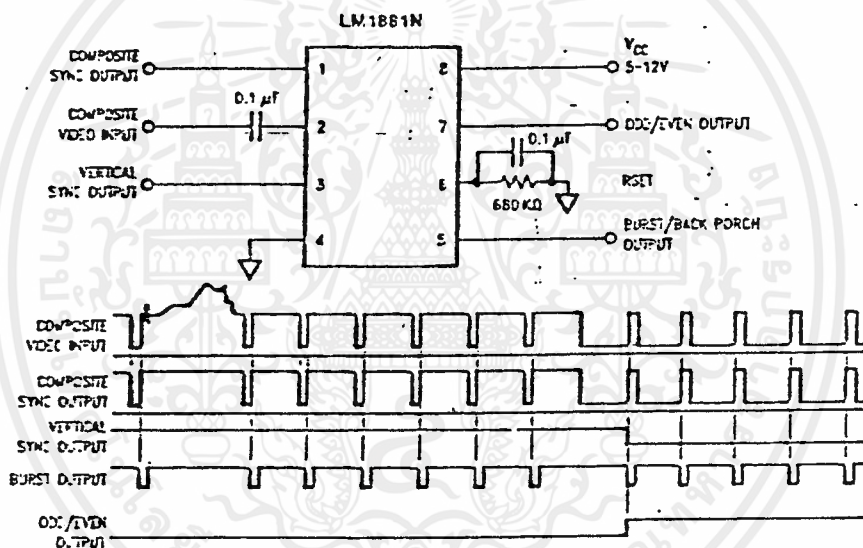 LM1881N
COMPOSITE
SYNC OUTPUT
1
8
VCC
5-12V
0.1 µF
COMPOSITE
VIDEO INPUT
2
7
ODD/EVEN OUTPUT
0.1 µF
VERTICAL
SYNC OUTPUT
3
6
RSET
680 KΩ
4
5
BURST/BACK PORCH
OUTPUT
COMPOSITE
VIDEO INPUT
COMPOSITE
SYNC OUTPUT
VERTICAL
SYNC OUTPUT
BURST OUTPUT
ODD/EVEN
OUTPUT